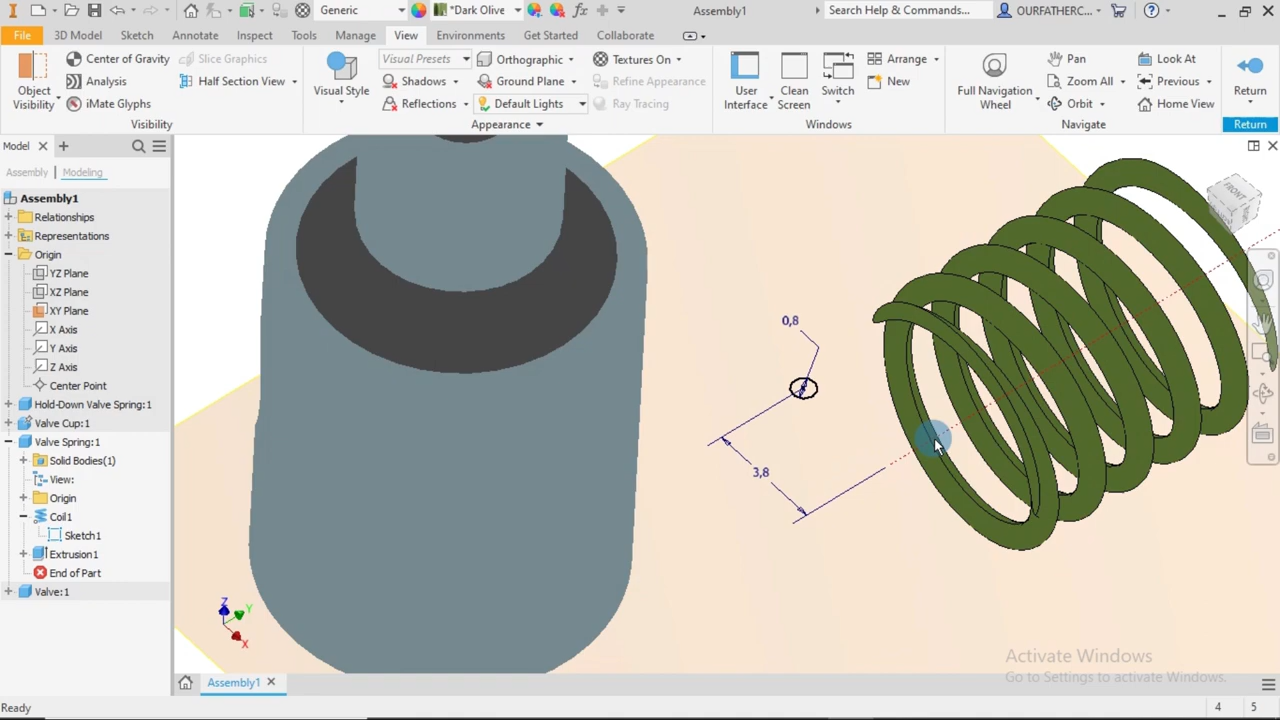 Generic
*Dark Olive
fx
Assembly1
Search Help & Commands...
OURFATHERC...
File
3D Model
Sketch
Annotate
Inspect
Tools
Manage
View
Environments
Get Started
Collaborate
Object
Visibility
Center of Gravity
Analysis
iMate Glyphs
Slice Graphics
Half Section View
Visibility
Visual Style
Visual Presets
Shadows
Reflections
Orthographic
Ground Plane
Default Lights
Textures On
Refine Appearance
Ray Tracing
Appearance
User
Interface
Clean
Screen
Switch
Arrange
New
Windows
Full Navigation
Wheel
Pan
Zoom All
Orbit
Look At
Previous
Home View
Navigate
Return
Return
Model
Assembly
Modeling
Assembly1
Relationships
Representations
Origin
YZ Plane
XZ Plane
XY Plane
X Axis
Y Axis
Z Axis
Center Point
Hold-Down Valve Spring:1
Valve Cup:1
Valve Spring:1
Solid Bodies(1)
View:
Origin
Coil1
Sketch1
Extrusion1
End of Part
Valve:1
0,8
3,8
FRONT
Z
Y
X
Activate Windows
Go to Settings to activate Windows.
Assembly1
Ready
4
5